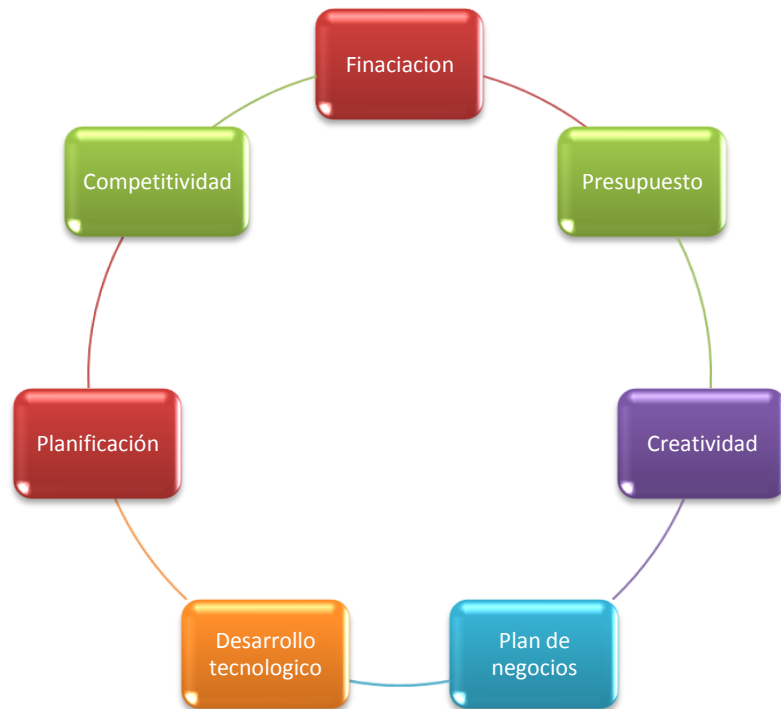 Finaciacion
Presupuesto
Creatividad
Plan de
negocios
Desarrollo
tecnologico
Planificación
Competitividad